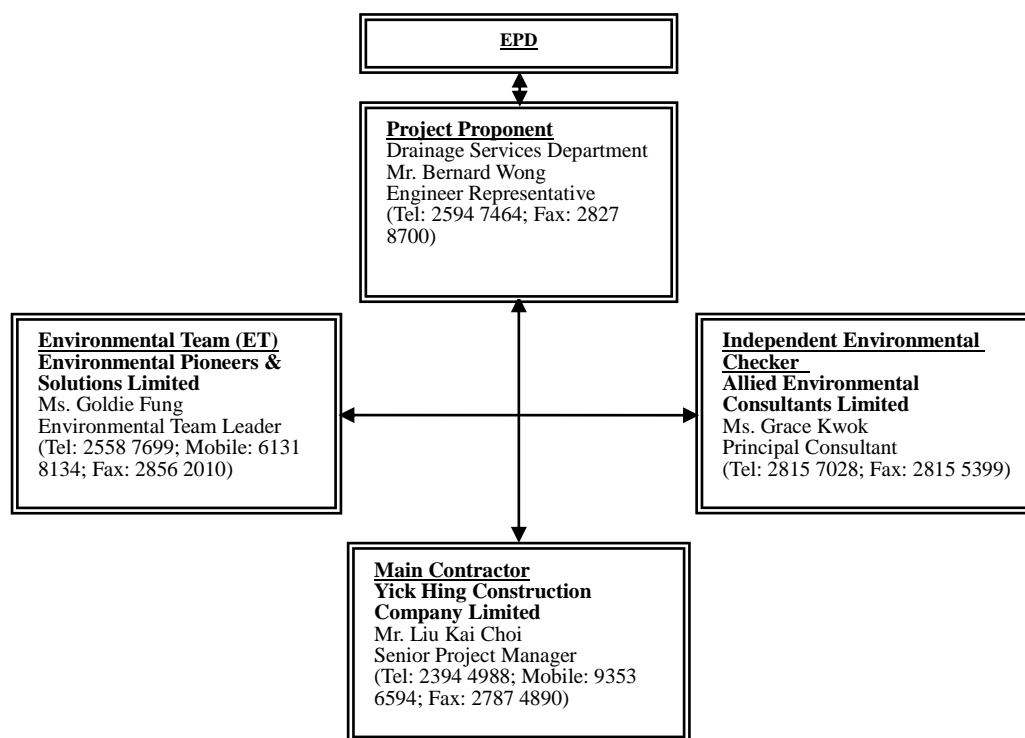 EPD
Project Proponent
Drainage Services Department
Mr. Bernard Wong
Engineer Representative
(Tel: 2594 7464; Fax: 2827
8700)
Environmental Team (ET)
Environmental Pioneers &
Solutions Limited
Ms. Goldie Fung
Environmental Team Leader
(Tel: 2558 7699; Mobile: 6131
8134; Fax: 2856 2010)
Independent Environmental
Checker
Allied Environmental
Consultants Limited
Ms. Grace Kwok
Principal Consultant
(Tel: 2815 7028; Fax: 2815 5399)
Main Contractor
Yick Hing Construction
Company Limited
Mr. Liu Kai Choi
Senior Project Manager
(Tel: 2394 4988; Mobile: 9353
6594; Fax: 2787 4890)